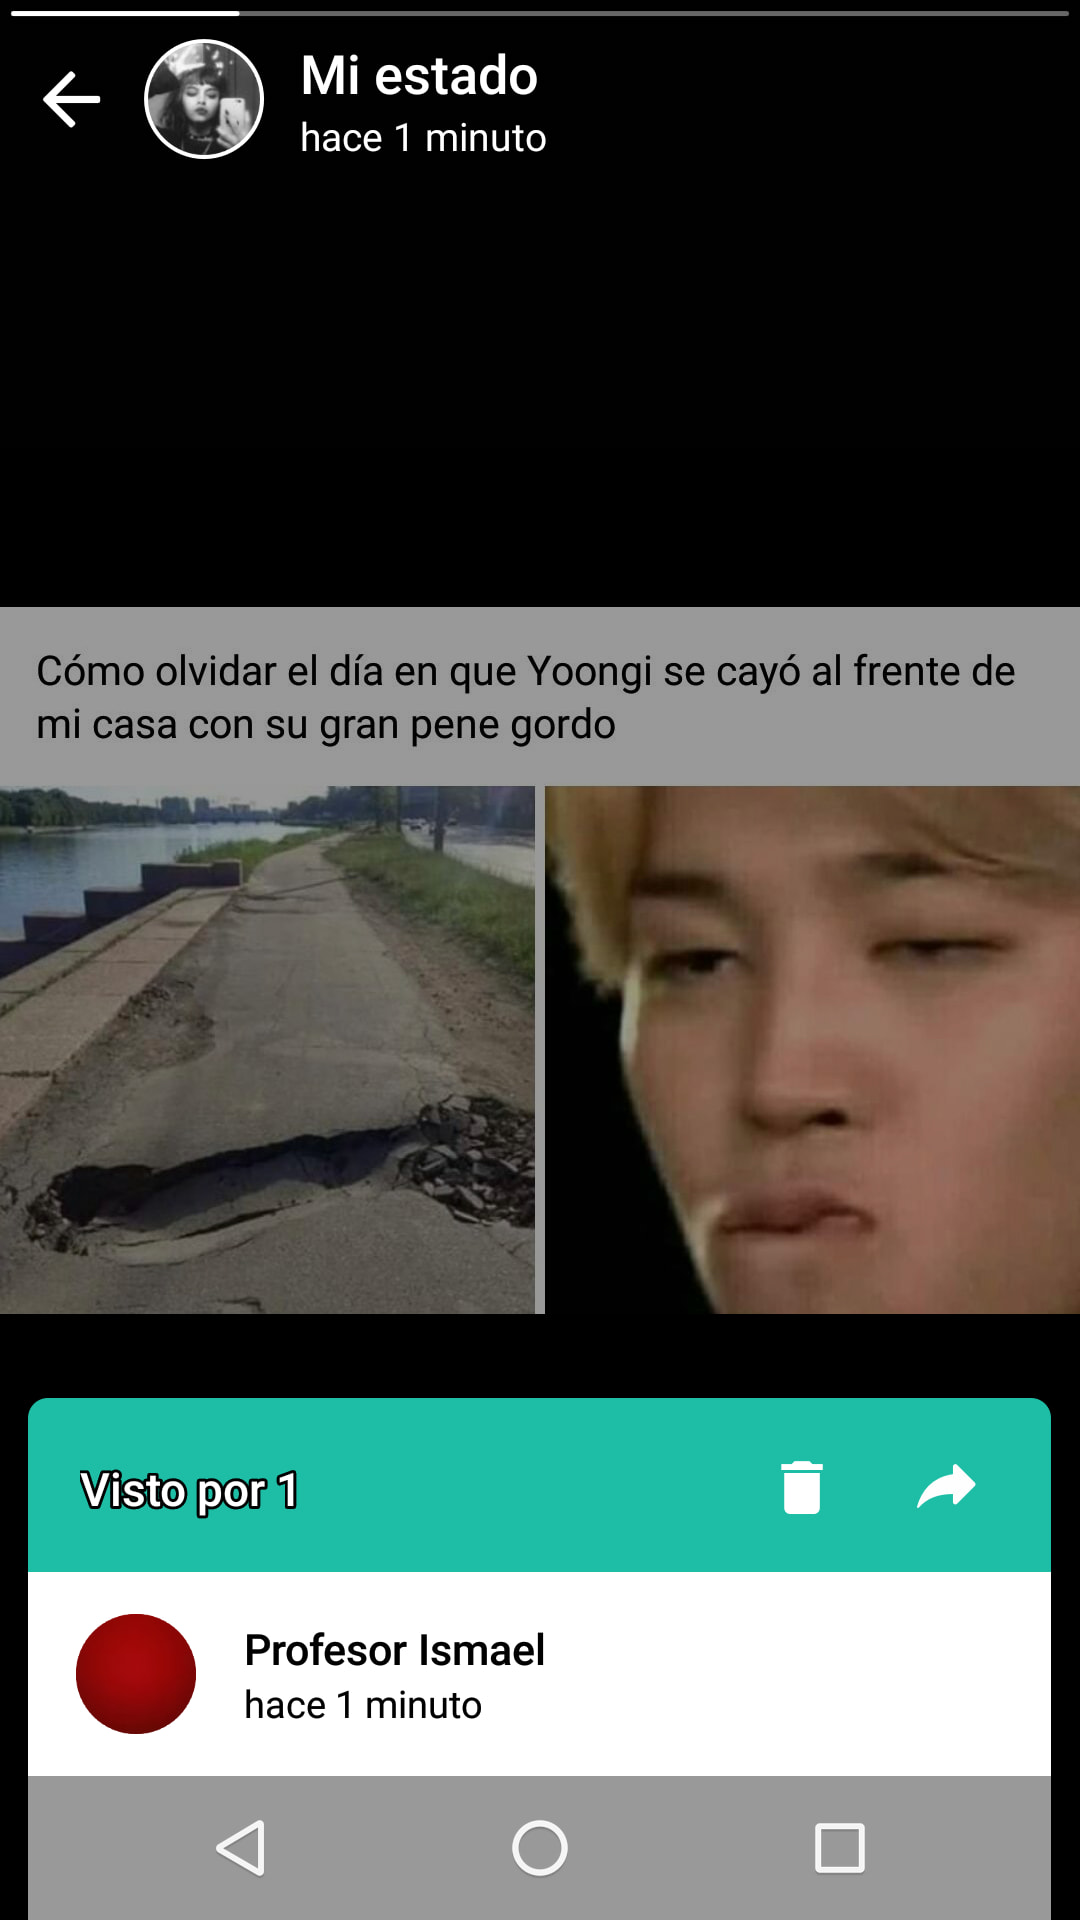 Mi estado
hace 1 minuto
Cómo olvidar el día en que Yoongi se cayó al frente de
mi casa con su gran pene gordo
Visto por 1
Profesor Ismael
hace 1 minuto